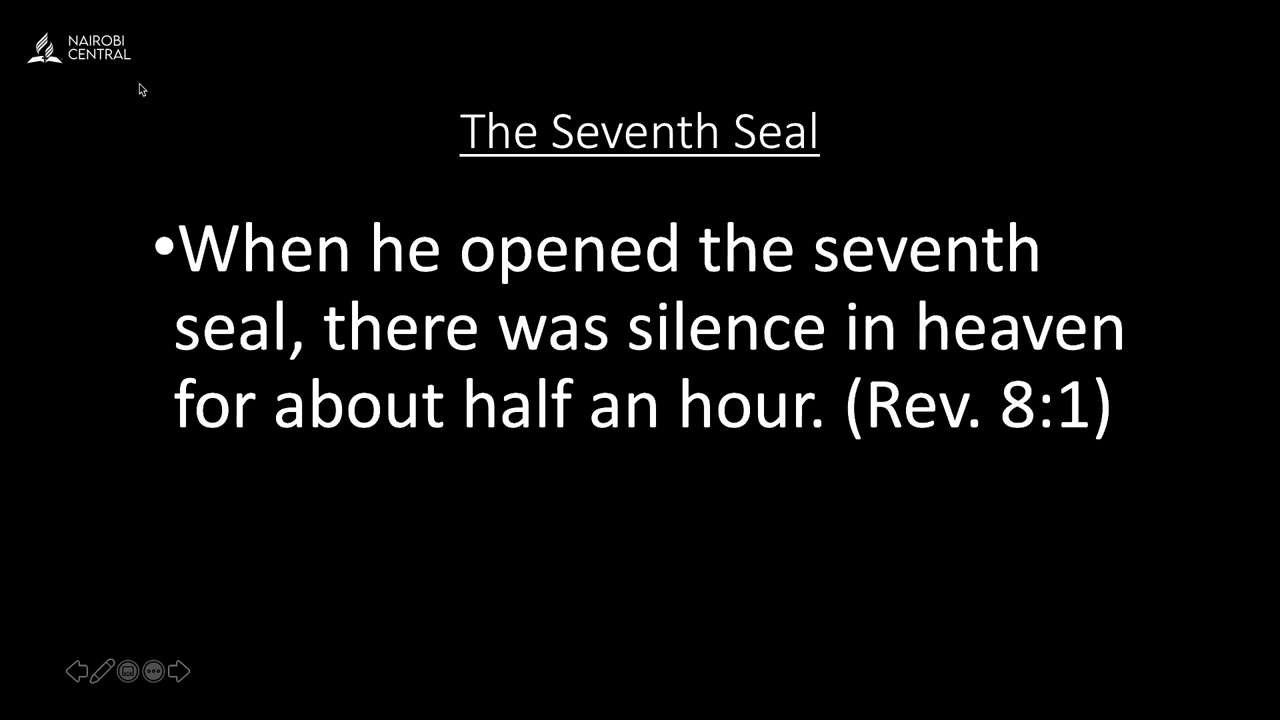 NAIROBI
CENTRAL
The Seventh Seal
•When he opened the seventh
seal, there was silence in heaven
for about half an hour. (Rev. 8:1)